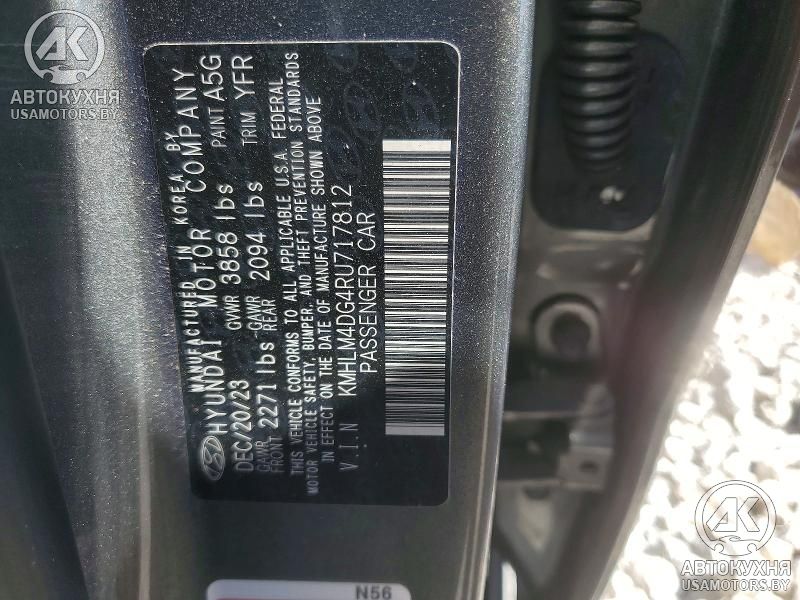 MANUFACTURED IN KOREA BY
HYUNDAI MOTOR COMPANY
DEC/20/23 GVWR 3858 lbs PAINT A5G
GAWR FRONT 2271 lbs GAWR REAR 2094 lbs TRIM YFR
THIS VEHICLE CONFORMS TO ALL APPLICABLE U.S.A. FEDERAL
MOTOR VEHICLE SAFETY, BUMPER, AND THEFT PREVENTION STANDARDS
IN EFFECT ON THE DATE OF MANUFACTURE SHOWN ABOVE
V.I.N KMHLM4DG4RU717812
PASSENGER CAR
N56
АК
АВТОКУХНЯ
USAMOTORS.BY
АК
АВТОКУХНЯ
USAMOTORS.BY